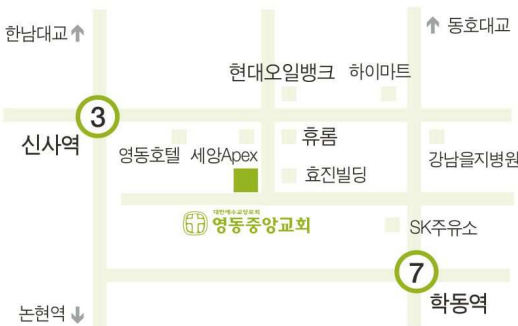 한남대교
동호대교
현대오일뱅크
하이마트
3
신사역
영동호텔
세양Apex
휴롬
효진빌딩
강남을지병원
대한예수교장로회
영동중앙교회
SK주유소
7
학동역
논현역